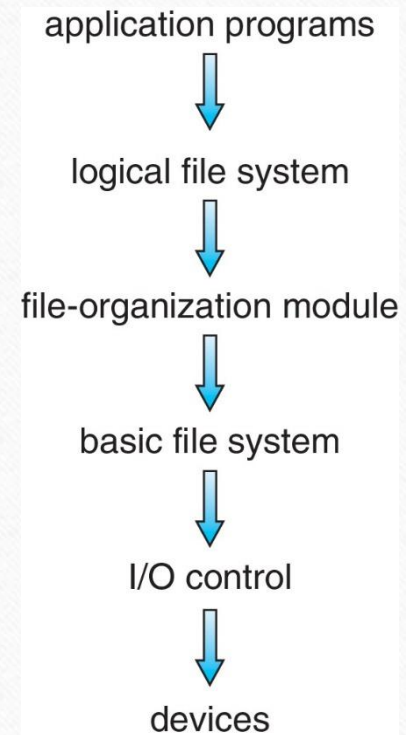 application programs
logical file system
file-organization module
basic file system
I/O control
devices